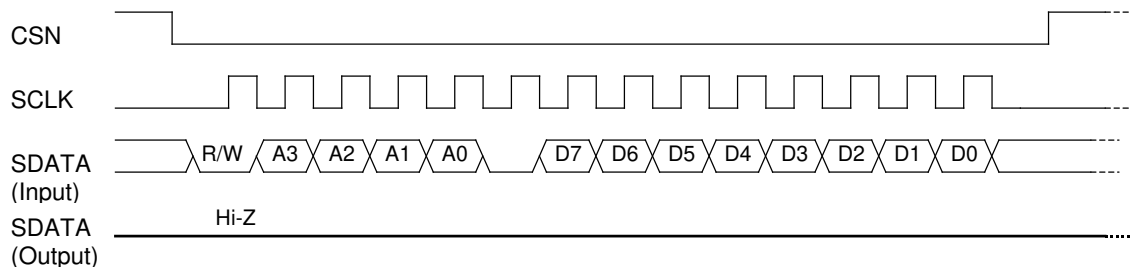 CSN
SCLK
SDATA
(Input)
R/W A3 A2 A1 A0 D7 D6 D5 D4 D3 D2 D1 D0
SDATA
(Output)
Hi-Z